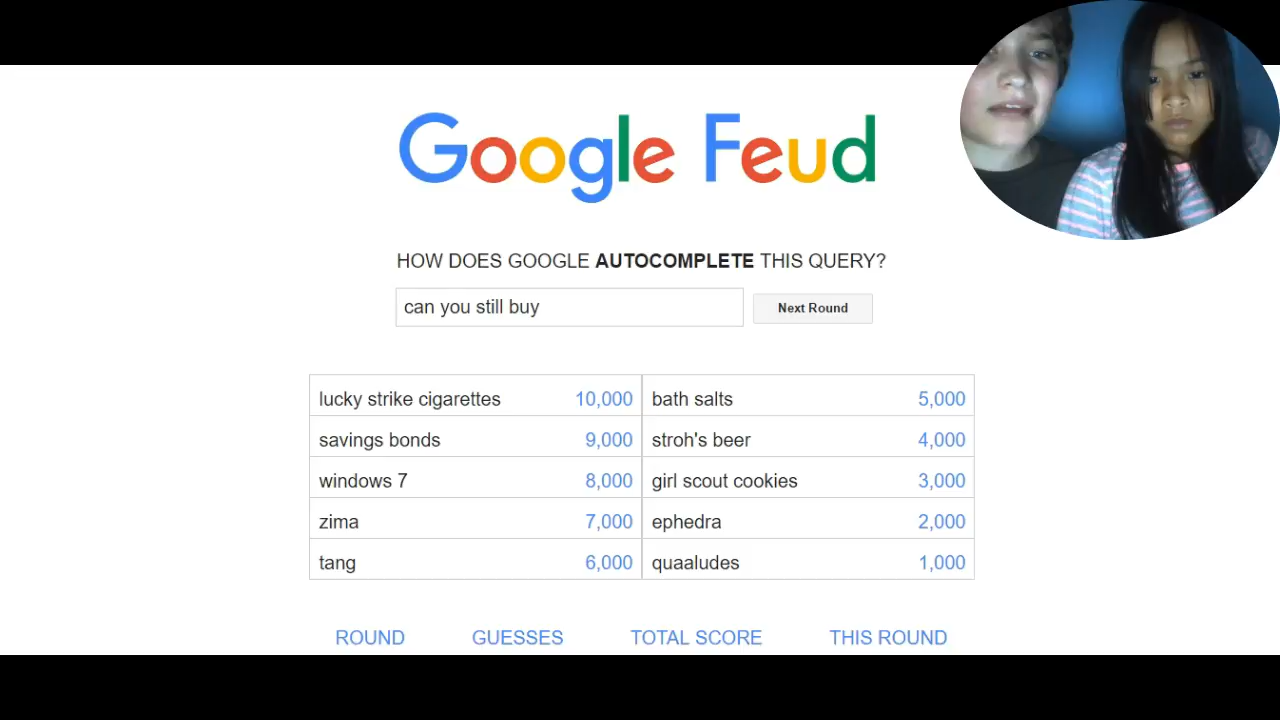 Google Feud
HOW DOES GOOGLE AUTOCOMPLETE THIS QUERY?
can you still buy
Next Round
lucky strike cigarettes 10,000
savings bonds 9,000
windows 7 8,000
zima 7,000
tang 6,000
bath salts 5,000
stroh's beer 4,000
girl scout cookies 3,000
ephedra 2,000
quaaludes 1,000
ROUND GUESSES TOTAL SCORE THIS ROUND